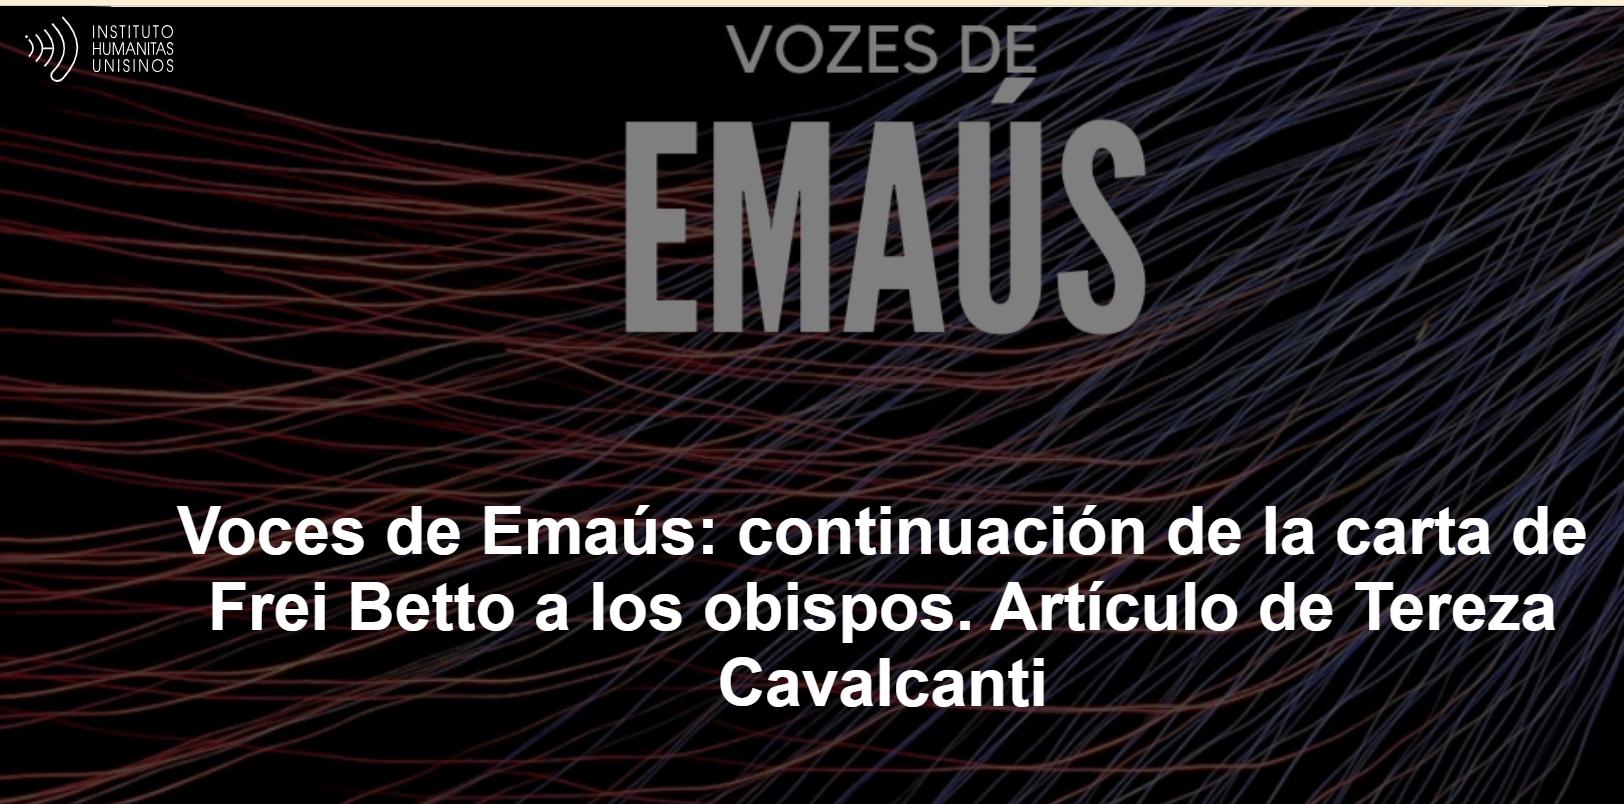 INSTITUTO
HUMANITAS
UNISINOS
VOZES DE
EMAÚS
Voces de Emaús: continuación de la carta de
Frei Betto a los obispos. Artículo de Tereza
Cavalcanti